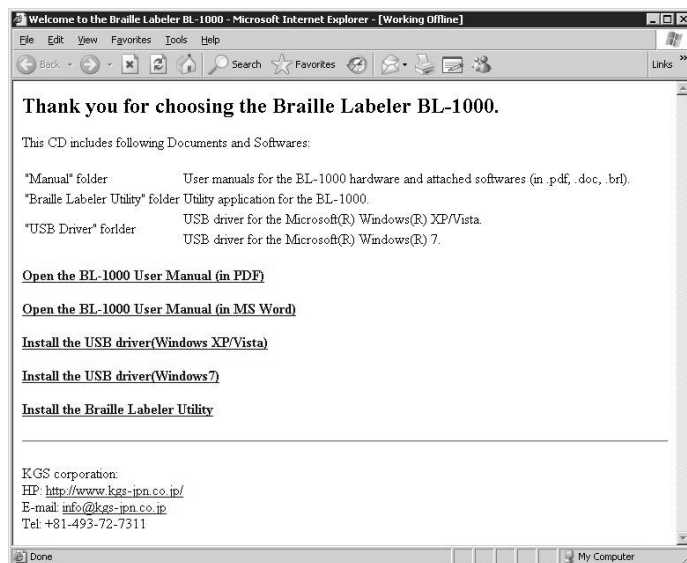 Welcome to the Braille Labeler BL-1000 - Microsoft Internet Explorer - [Working Offline]
File Edit View Favorites Tools Help
Back Search Favorites Links »
Thank you for choosing the Braille Labeler BL-1000.
This CD includes following Documents and Softwares:
"Manual" folder User manuals for the BL-1000 hardware and attached softwares (in .pdf, .doc, .brl).
"Braille Labeler Utility" folder Utility application for the BL-1000.
"USB Driver" forlder USB driver for the Microsoft(R) Windows(R) XP/Vista.
USB driver for the Microsoft(R) Windows(R) 7.
Open the BL-1000 User Manual (in PDF)
Open the BL-1000 User Manual (in MS Word)
Install the USB driver(Windows XP/Vista)
Install the USB driver(Windows7)
Install the Braille Labeler Utility
KGS corporation:
HP: http://www.kgs-jpn.co.jp/
E-mail: info@kgs-jpn.co.jp
Tel: +81-493-72-7311
Done My Computer